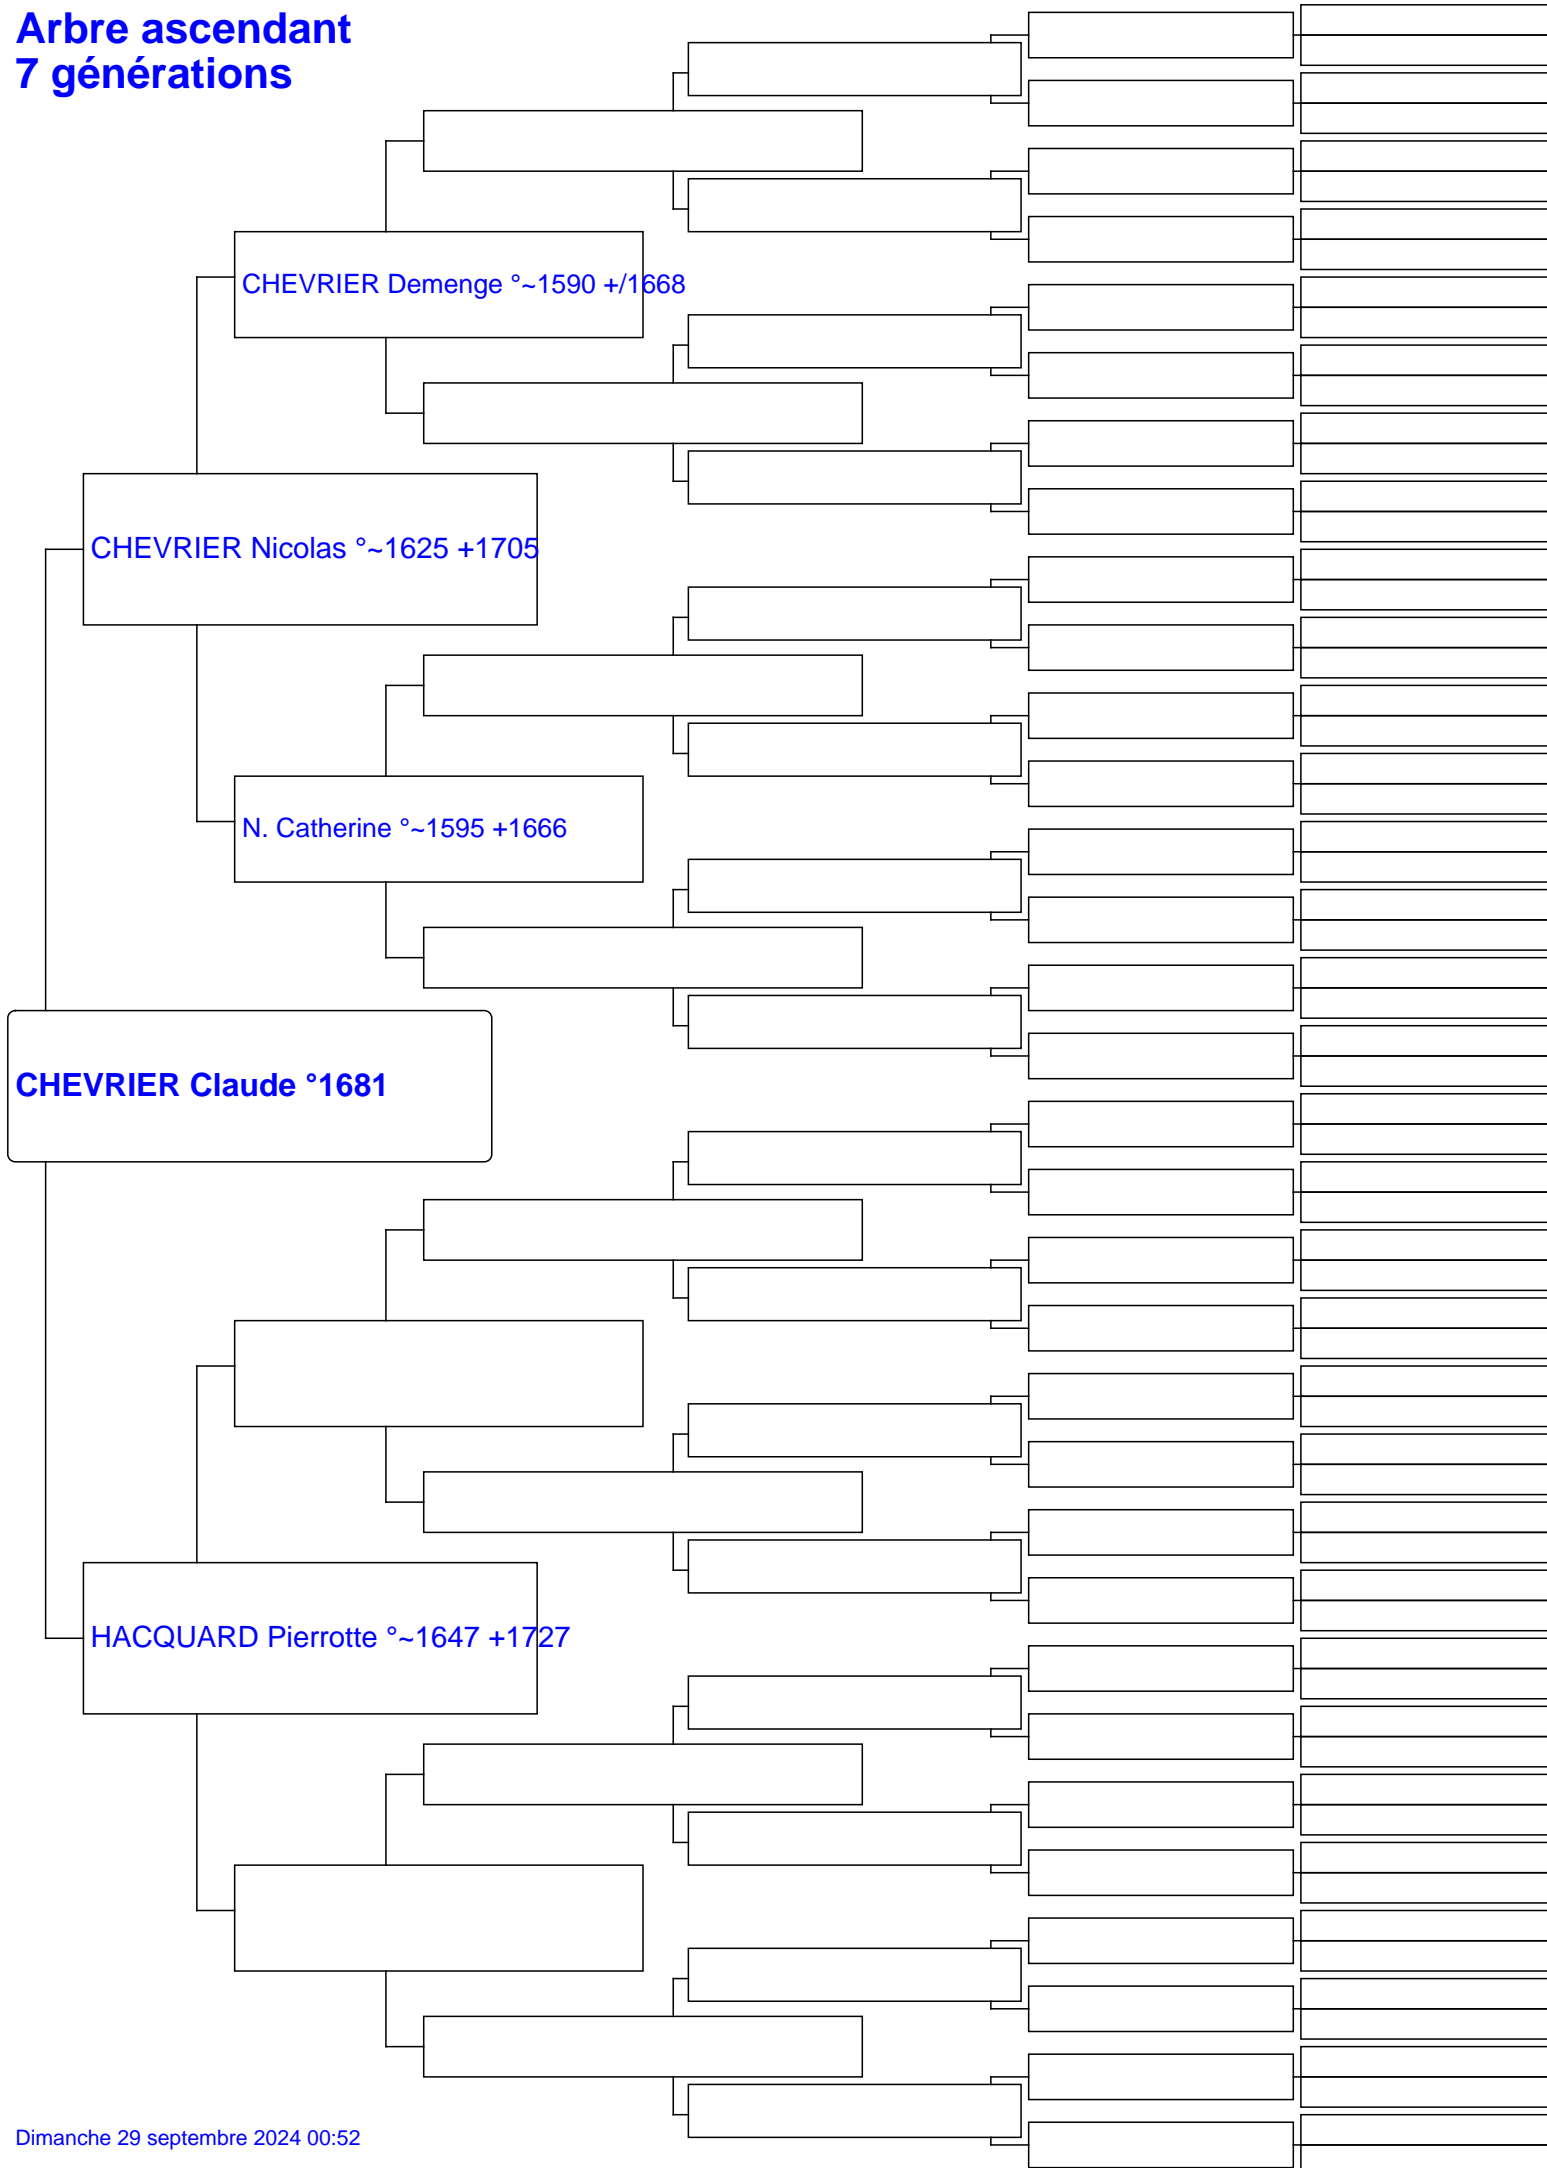 Arbre ascendant
7 générations
CHEVRIER Demenge °~1590 +/1668
CHEVRIER Nicolas °~1625 +1705
N. Catherine °~1595 +1666
CHEVRIER Claude °1681
HACQUARD Pierrotte °~1647 +1727
Dimanche 29 septembre 2024 00:52